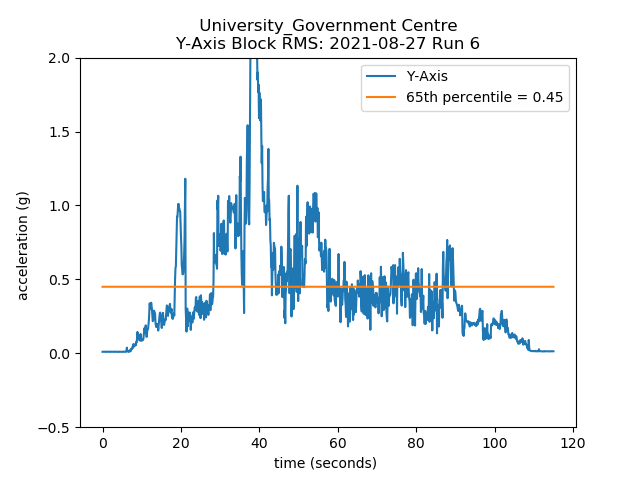 University_Government Centre
Y-Axis Block RMS: 2021-08-27 Run 6
2.0
1.5
1.0
0.5
0.0
−0.5
acceleration (g)
Y-Axis
65th percentile = 0.45
0 20 40 60 80 100 120
time (seconds)